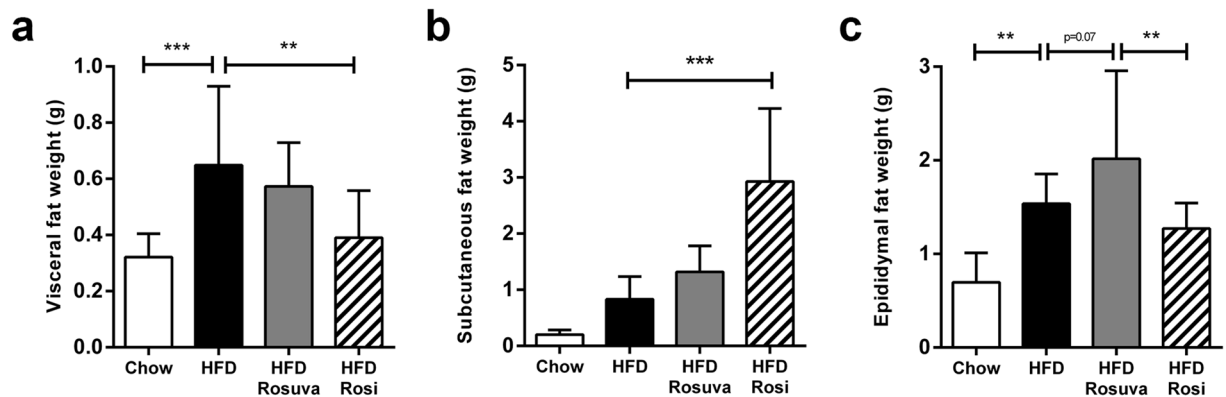 a
***
**
Visceral fat weight (g)
1.0
0.8
0.6
0.4
0.2
0.0
Chow
HFD
HFD
Rosuva
HFD
Rosi
b
***
Subcutaneous fat weight (g)
5
4
3
2
1
0
Chow
HFD
HFD
Rosuva
HFD
Rosi
c
**
p=0.07
**
Epididymal fat weight (g)
3
2
1
0
Chow
HFD
HFD
Rosuva
HFD
Rosi